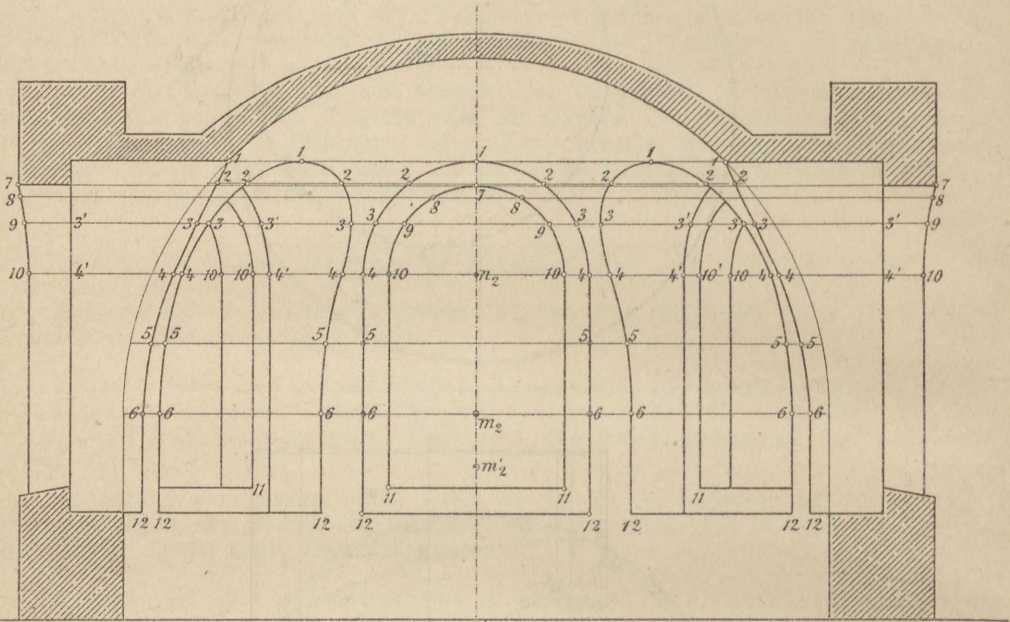 1 1 1 1 1
7 2 2 2 2 2 2 2 2 7
8 8 7 8 8
9 3 3 3' 3 3 9 9 3 3 3' 3 3' 3' 9
3'
10 4' 4 4 10 10' 4' 4 4 10 m₂ 10 4 4 4' 10' 10 4 4 4' 10
5 5 5 5 5 5 5 5
6 6 6 6 m₂ 6 6 6 6
m'₂
11 11 11 11
12 12 12 12 12 12 12 12